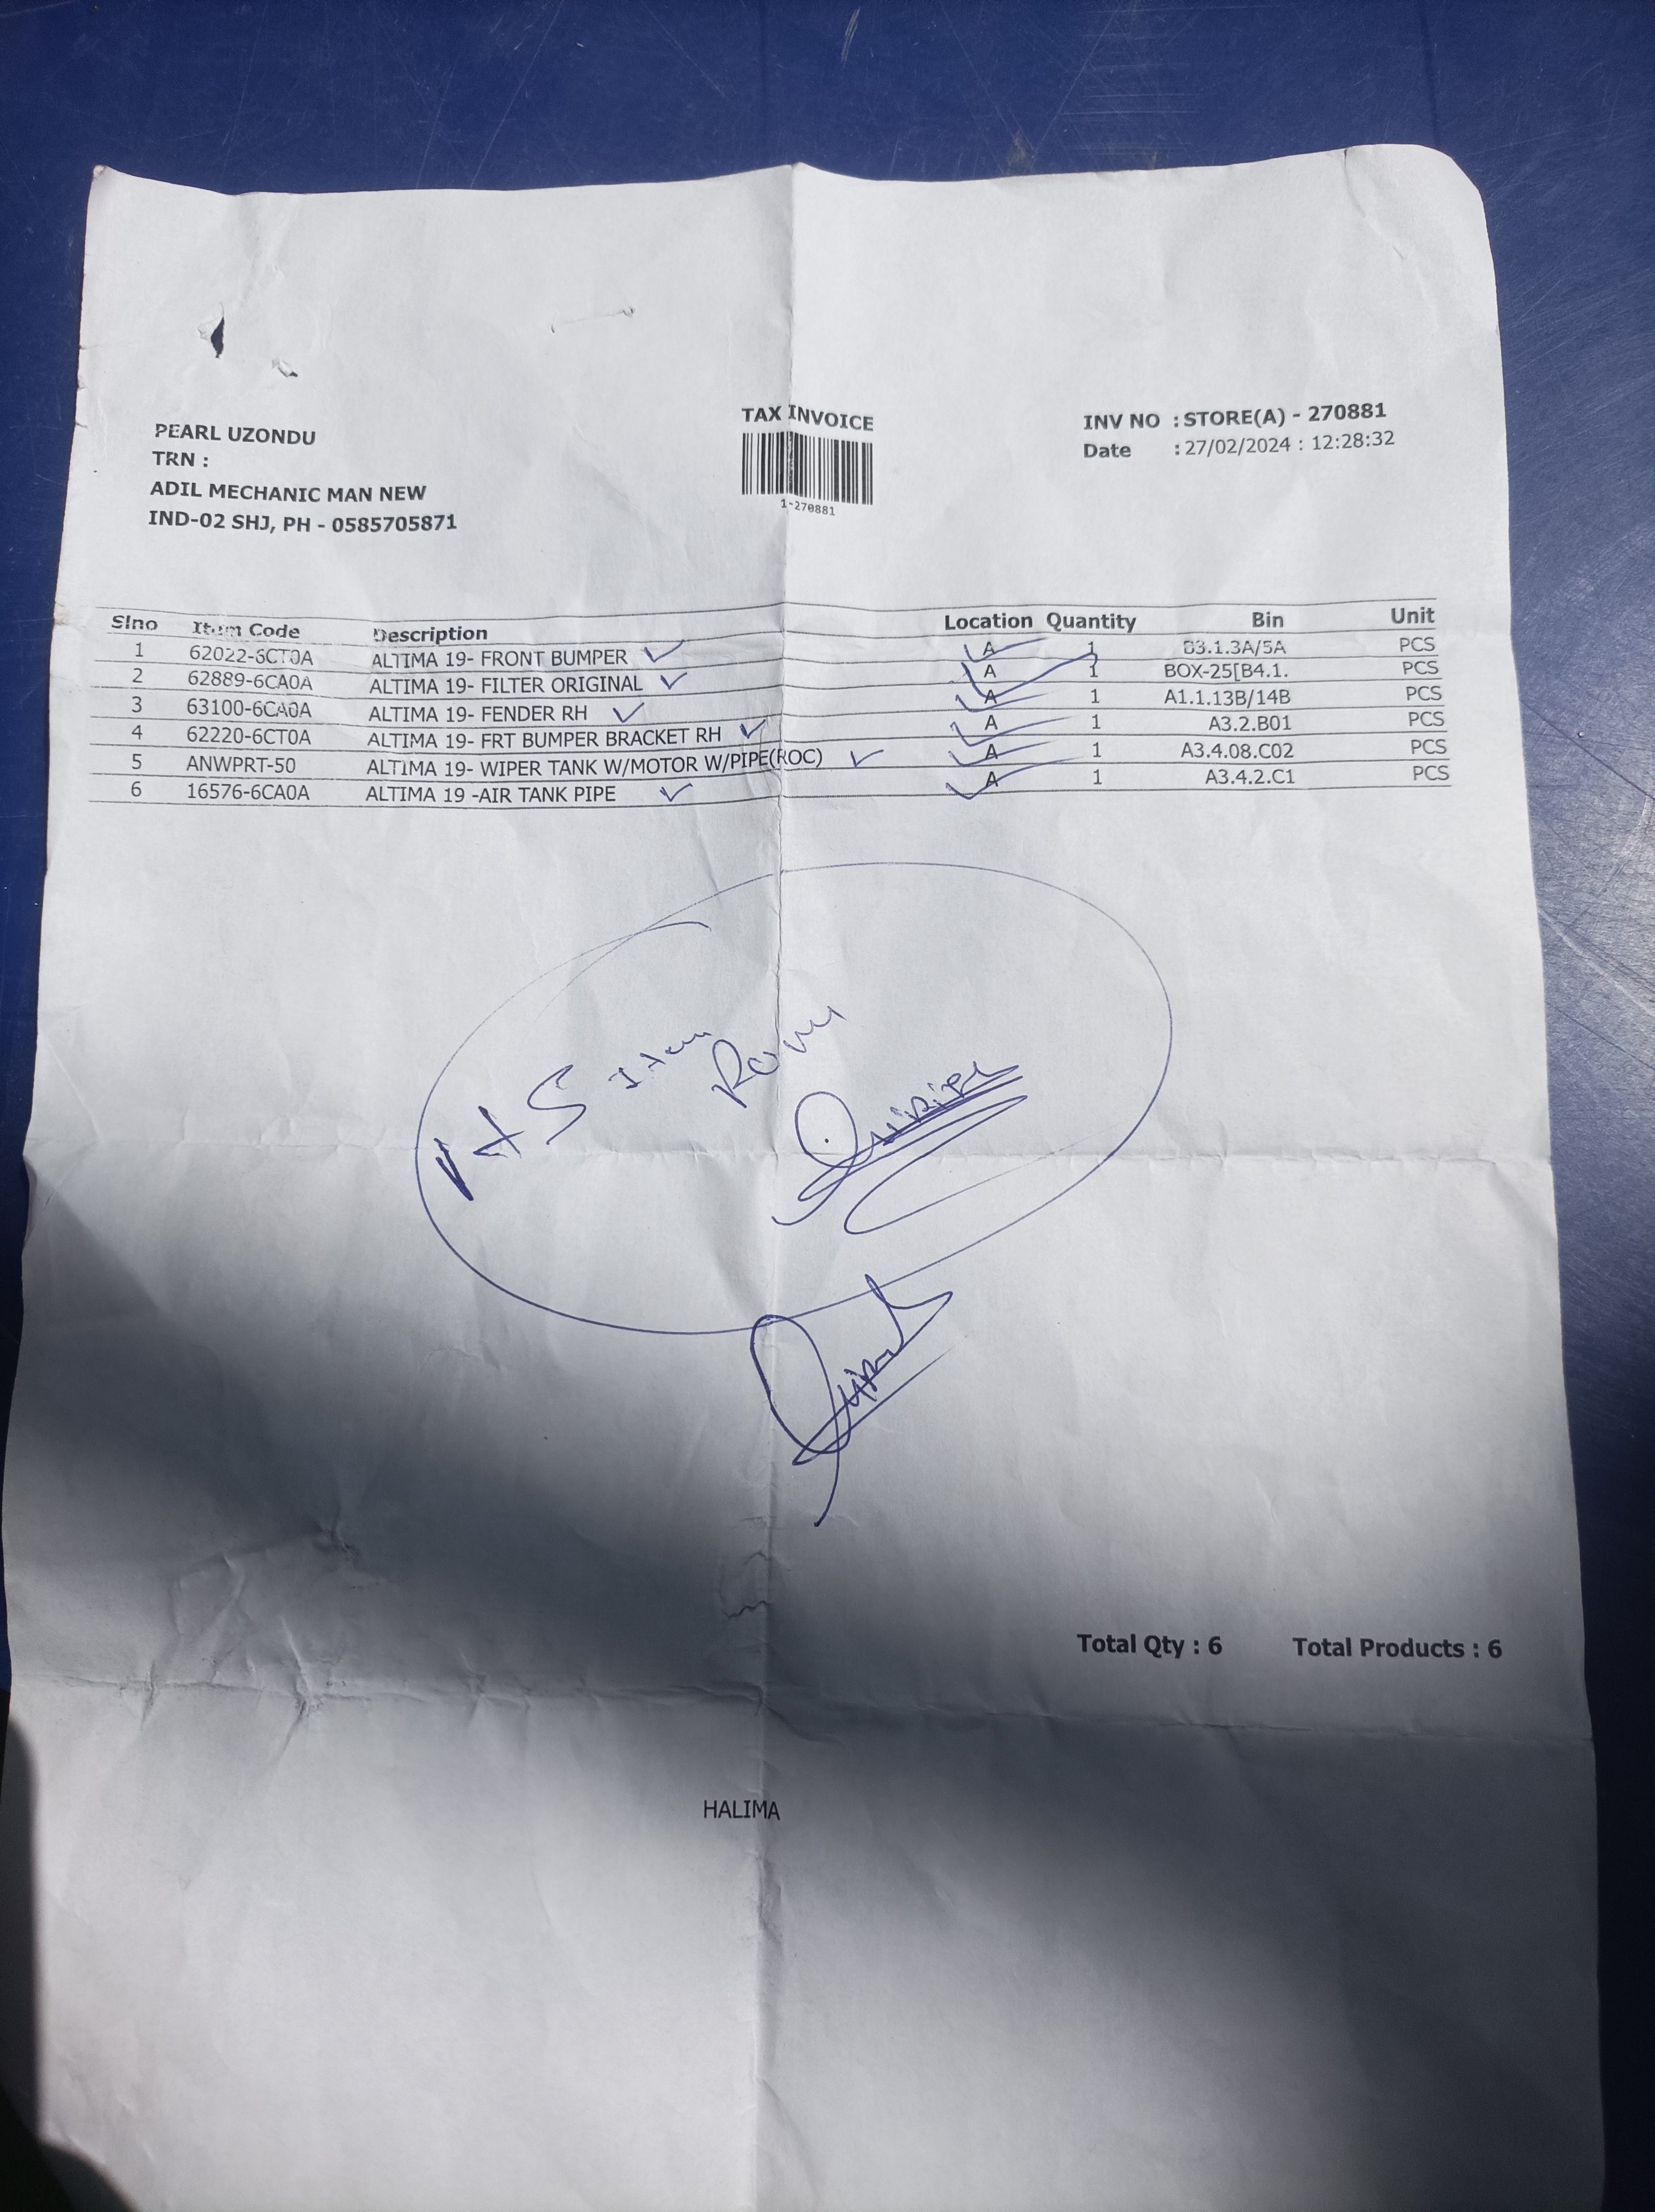 PEARL UZONDU
TRN :
ADIL MECHANIC MAN NEW
IND-02 SHJ, PH - 0585705871
TAX INVOICE
1-270881
INV NO : STORE(A) - 270881
Date : 27/02/2024 : 12:28:32
Slno Item Code Description Location Quantity Bin Unit
1 62022-6CT0A ALTIMA 19- FRONT BUMPER A 1 B3.1.3A/5A PCS
2 62889-6CA0A ALTIMA 19- FILTER ORIGINAL A 1 BOX-25[B4.1. PCS
3 63100-6CA0A ALTIMA 19- FENDER RH A 1 A1.1.13B/14B PCS
4 62220-6CT0A ALTIMA 19- FRT BUMPER BRACKET RH A 1 A3.2.B01 PCS
5 ANWPRT-50 ALTIMA 19- WIPER TANK W/MOTOR W/PIPE(ROC) A 1 A3.4.08.C02 PCS
6 16576-6CA0A ALTIMA 19 -AIR TANK PIPE A 1 A3.4.2.C1 PCS
Total Qty : 6 Total Products : 6
HALIMA